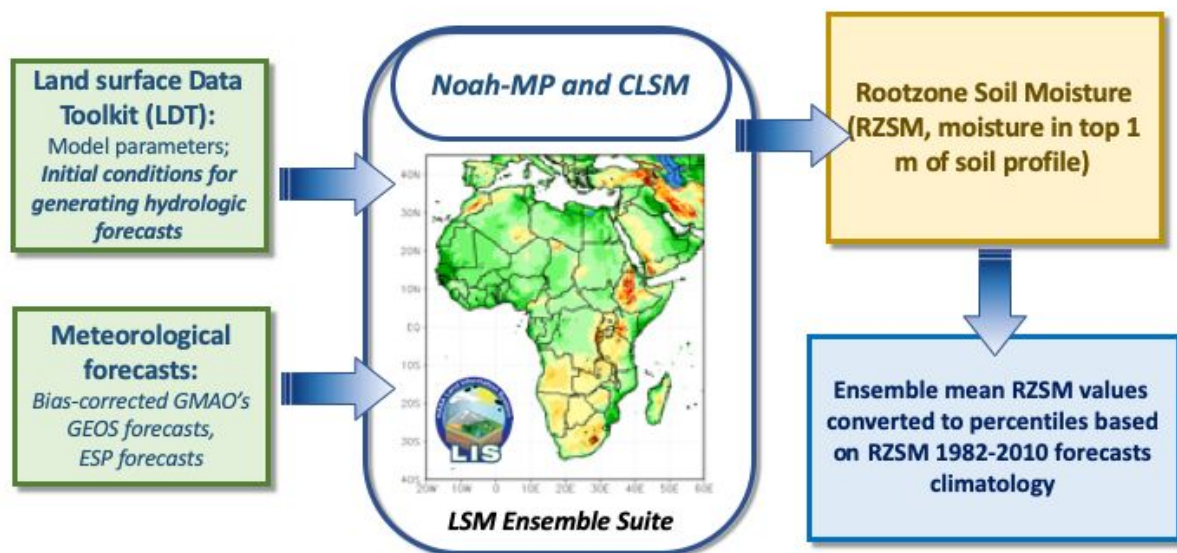 Land surface Data
Toolkit (LDT):
Model parameters;
Initial conditions for
generating hydrologic
forecasts
Meteorological
forecasts:
Bias-corrected GMAO's
GEOS forecasts,
ESP forecasts
Noah-MP and CLSM
40N
30N
20N
10N
EQ
10S
20S
30S
40S
20W
10W
0
10E
20E
30E
40E
50E
60E
LIS
LSM Ensemble Suite
Rootzone Soil Moisture
(RZSM, moisture in top 1
m of soil profile)
Ensemble mean RZSM values
converted to percentiles based
on RZSM 1982-2010 forecasts
climatology